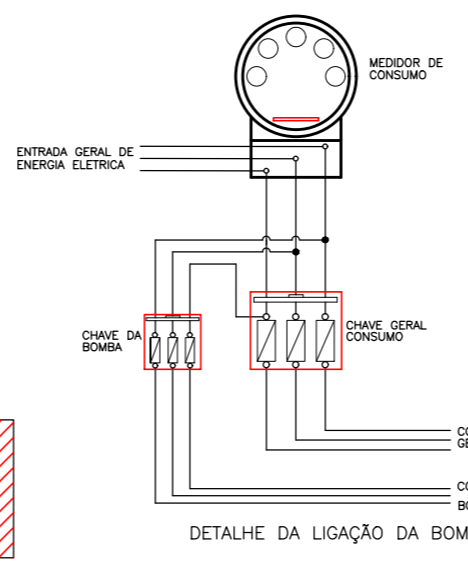 MEDIDOR DE
CONSUMO
ENTRADA GERAL DE
ENERGIA ELETRICA
CHAVE DA
BOMBA
CHAVE GERAL
CONSUMO
DETALHE DA LIGAÇÃO DA